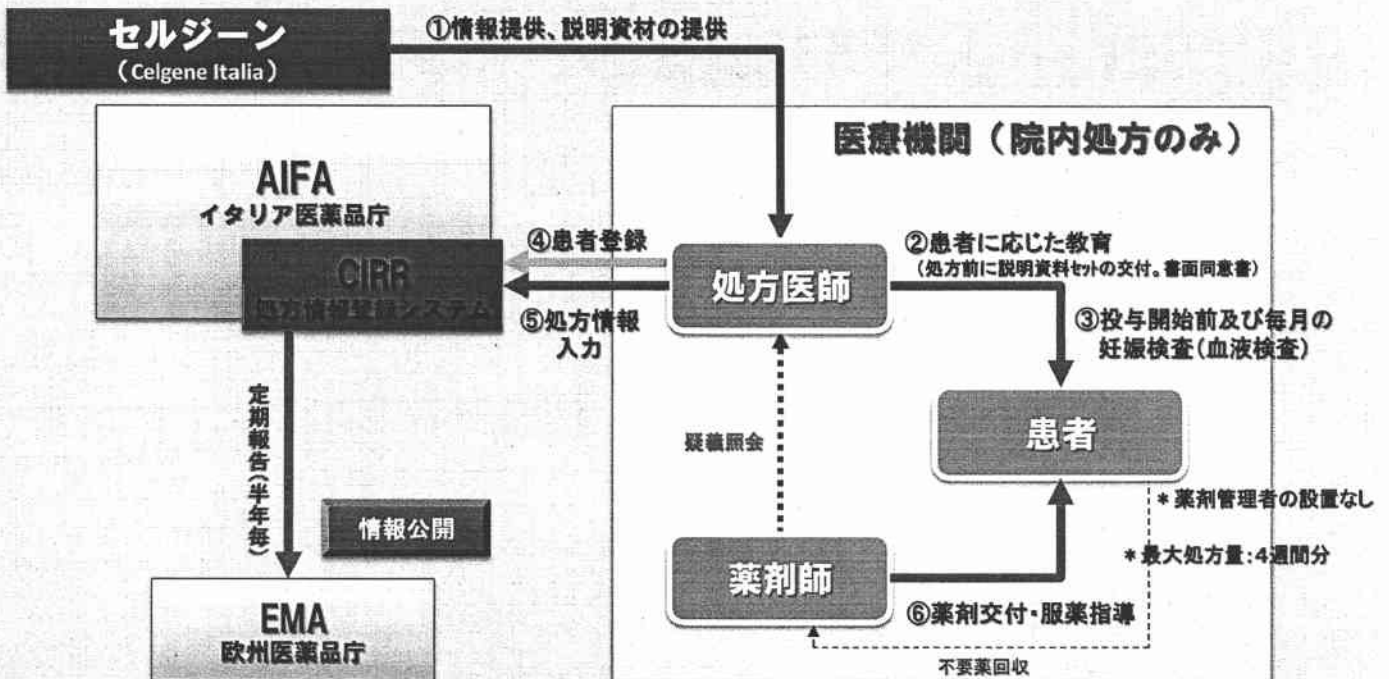 セルジーン
(Celgene Italia)
①情報提供、説明資材の提供
AIFA
イタリア医薬品庁
CIRR
処方情報登録システム
医療機関(院内処方のみ)
④患者登録
⑤処方情報
入力
処方医師
②患者に応じた教育
(処方前に説明資料セットの交付。書面同意書)
③投与開始前及び毎月の
妊娠検査(血液検査)
患者
疑義照会
定期報告(半年毎)
情報公開
*薬剤管理者の設置なし
*最大処方量:4週間分
薬剤師
⑥薬剤交付・服薬指導
不要薬回収
EMA
欧州医薬品庁